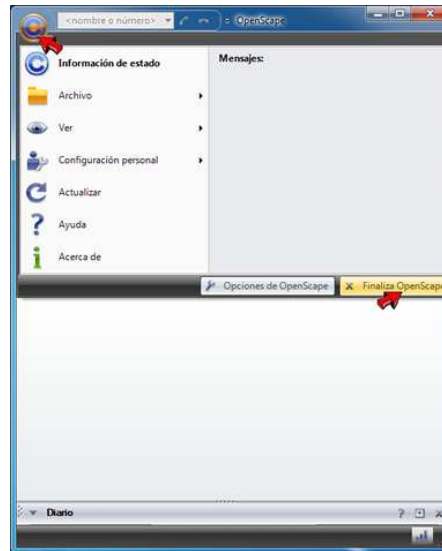 <nombre o número>
OpenScape
Información de estado
Mensajes:
Archivo
Ver
Configuración personal
Actualizar
Ayuda
Acerca de
Opciones de OpenScape
Finaliza OpenScape
Diario